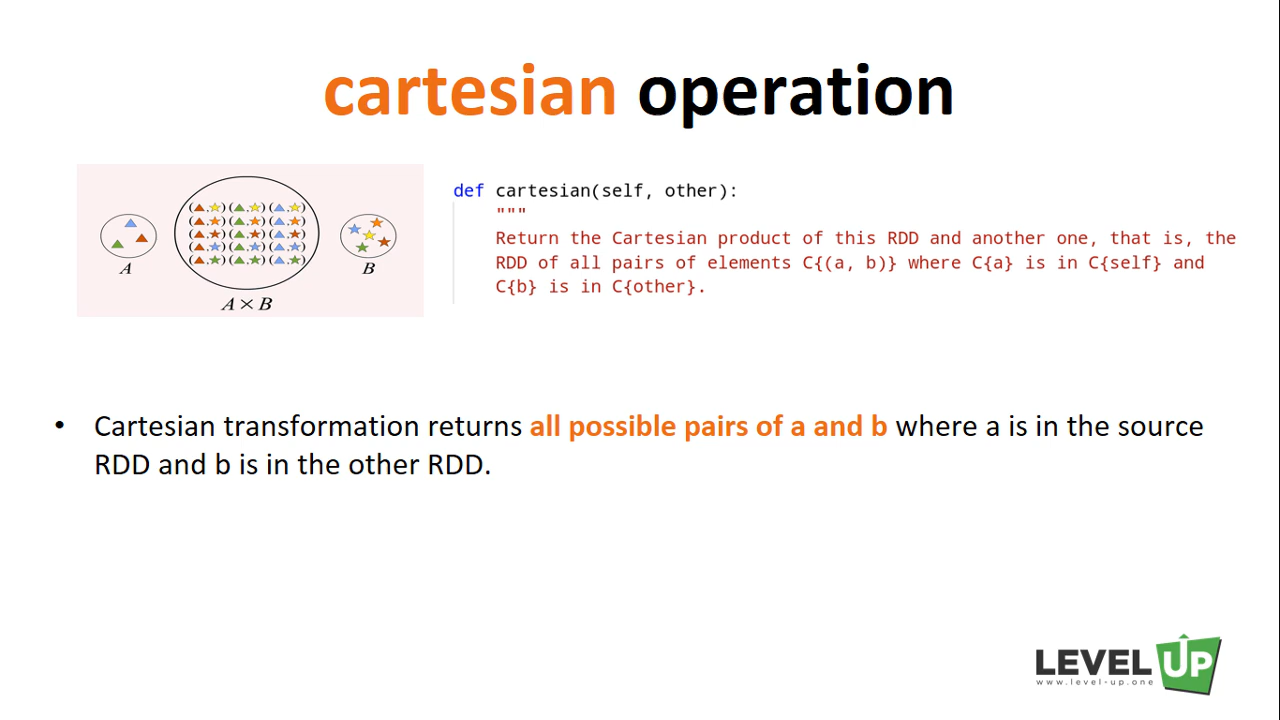 cartesian operation
A
A × B
B
def cartesian(self, other):
"""
Return the Cartesian product of this RDD and another one, that is, the
RDD of all pairs of elements C{(a, b)} where C{a} is in C{self} and
C{b} is in C{other}.
• Cartesian transformation returns all possible pairs of a and b where a is in the source
RDD and b is in the other RDD.
LEVEL UP
www.level-up.one